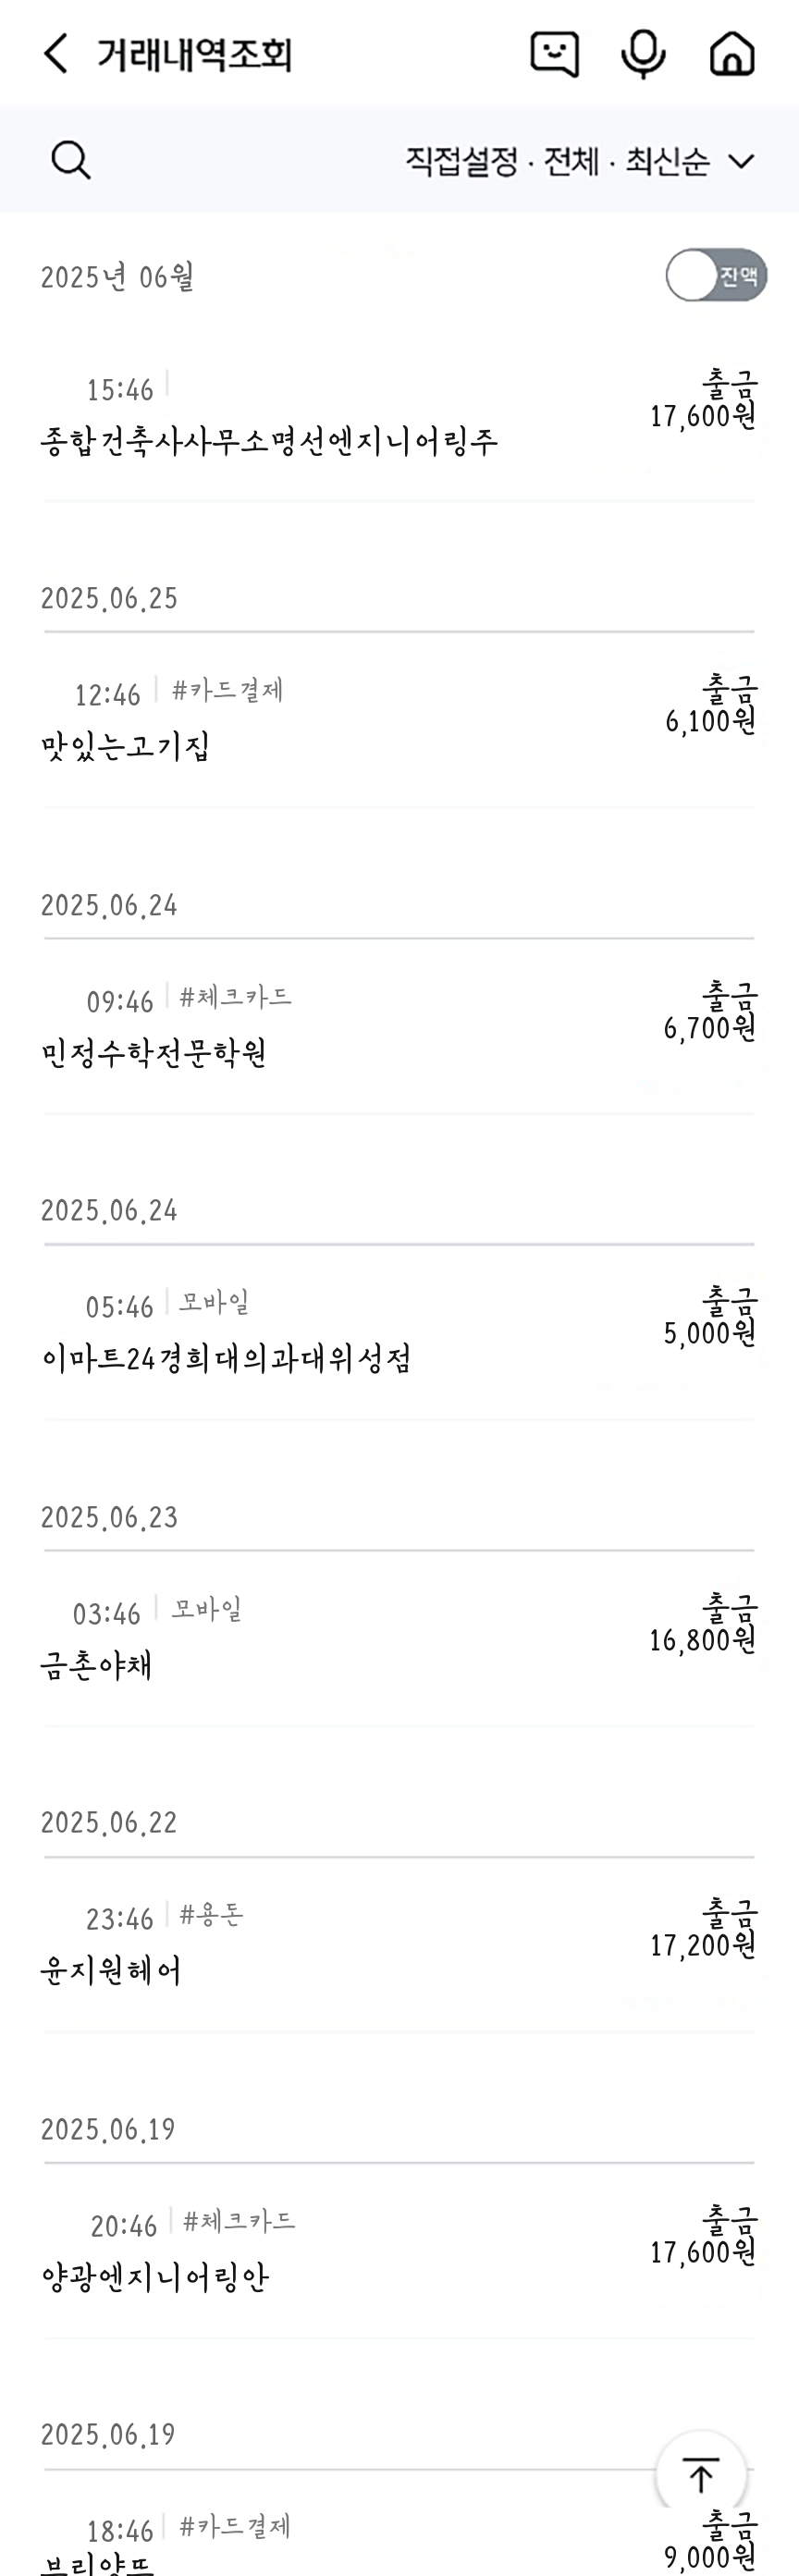 거래내역조회
직접설정 · 전체 · 최신순
2025년 06월
잔액
15:46
출금
17,600원
종합건축사사무소명선엔지니어링주
2025.06.25
12:46 #카드결제
출금
6,100원
맛있는고기집
2025.06.24
09:46 #체크카드
출금
6,700원
민정수학전문학원
2025.06.24
05:46 모바일
출금
5,000원
이마트24경희대의과대위성점
2025.06.23
03:46 모바일
출금
16,800원
금촌야채
2025.06.22
23:46 #용돈
출금
17,200원
윤지원헤어
2025.06.19
20:46 #체크카드
출금
17,600원
양광엔지니어링안
2025.06.19
18:46 #카드결제
출금
9,000원